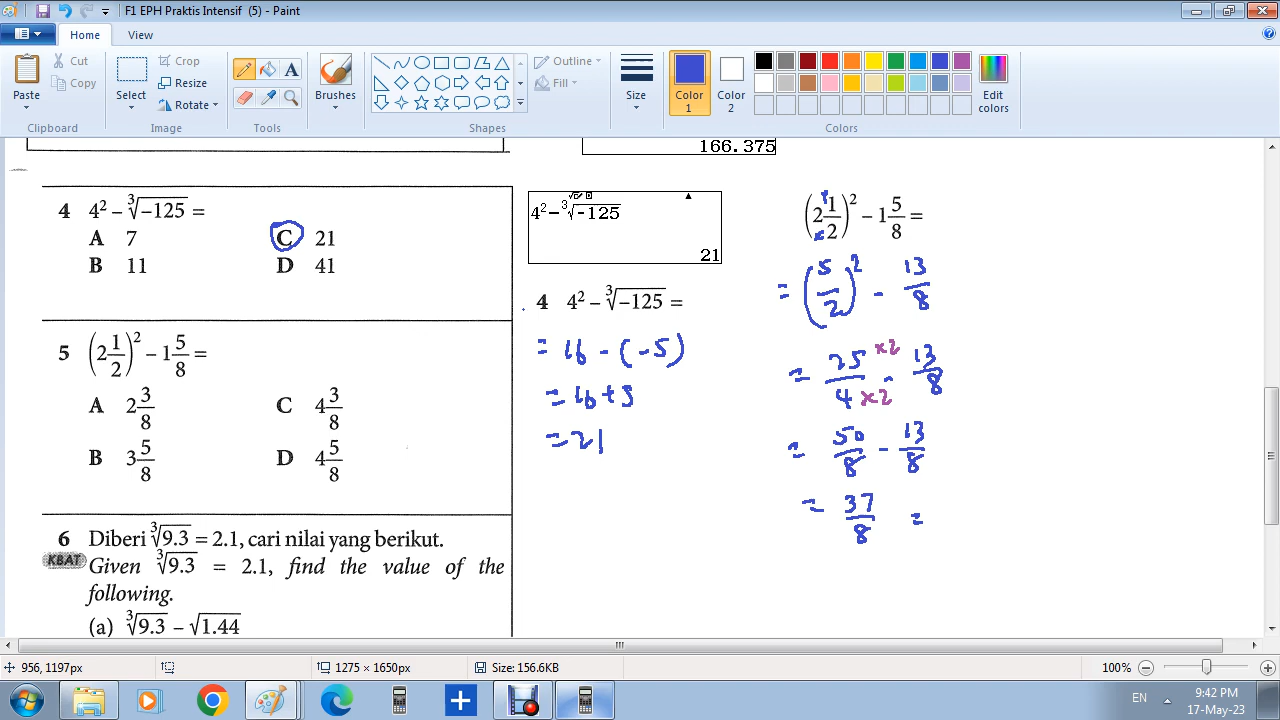 F1 EPH Praktis Intensif (5) - Paint
Home View
Paste
Cut
Copy
Clipboard
Select
Crop
Resize
Rotate
Image
Tools
Brushes
Shapes
Outline
Fill
Size
Color 1
Color 2
Edit colors
Colors
166.375
4 4² − ∛−125 =
A 7 C 21
B 11 D 41
4²−∛−125
21
4 4² − ∛−125 =
= 16 - (-5)
= 16 + 5
= 21
(2 1/2)² − 1 5/8 =
= (5/2)² - 13/8
= 25/4 - 13/8
×2
×2
= 50/8 - 13/8
= 37/8 =
5 (2 1/2)² − 1 5/8 =
A 2 3/8 C 4 3/8
B 3 5/8 D 4 5/8
6 Diberi ∛9.3 = 2.1, cari nilai yang berikut.
KBAT Given ∛9.3 = 2.1, find the value of the
following.
(a) ∛9.3 − √1.44
956, 1197px
1275 × 1650px
Size: 156.6KB
100%
EN
9:42 PM
17-May-23